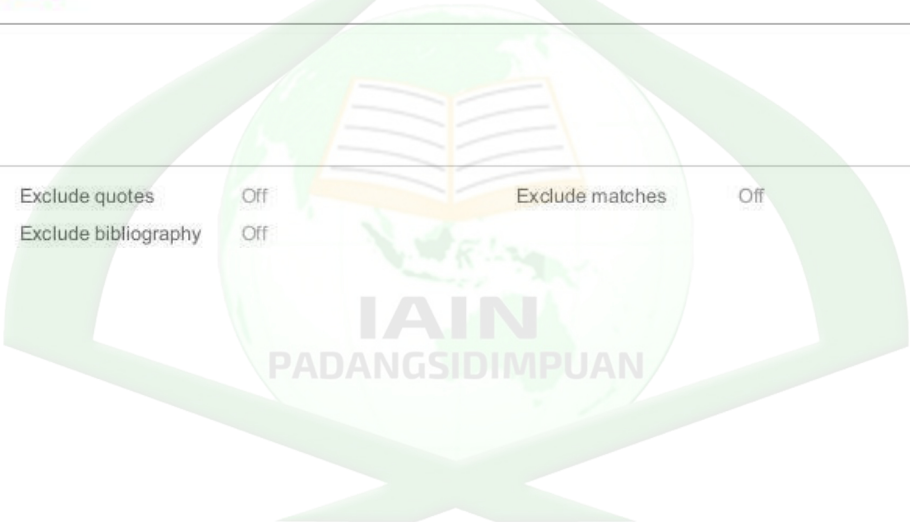 Exclude quotes Off Exclude matches Off
Exclude bibliography Off
IAIN
PADANGSIDIMPUAN